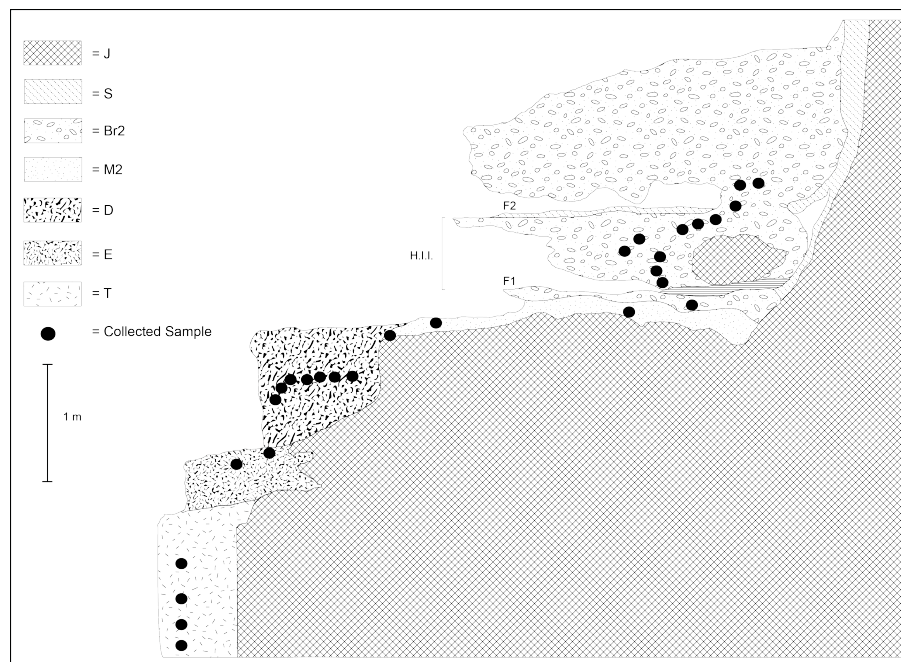 = J
= S
= Br2
= M2
= D
= E
= T
= Collected Sample
1 m
F2
H.I.I.
F1